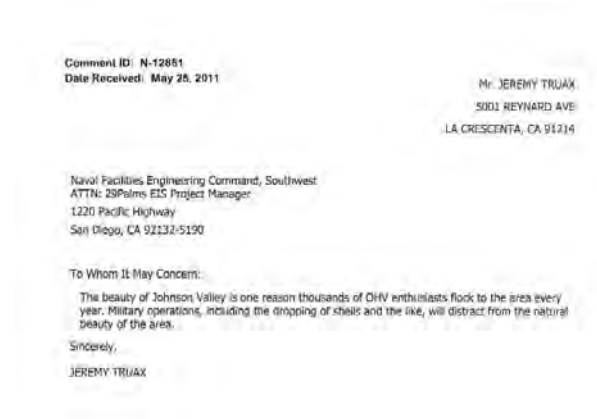 Comment ID: N-12851
Date Received: May 25, 2011
Mr. JEREMY TRUAX
5001 REYNARD AVE
LA CRESCENTA, CA 91214
Naval Facilities Engineering Command, Southwest
ATTN: 29Palms EIS Project Manager
1220 Pacific Highway
San Diego, CA 92132-5190
To Whom It May Concern:
The beauty of Johnson Valley is one reason thousands of OHV enthusiasts flock to the area every
year. Military operations, including the dropping of shells and the like, will distract from the natural
beauty of the area.
Sincerely,
JEREMY TRUAX